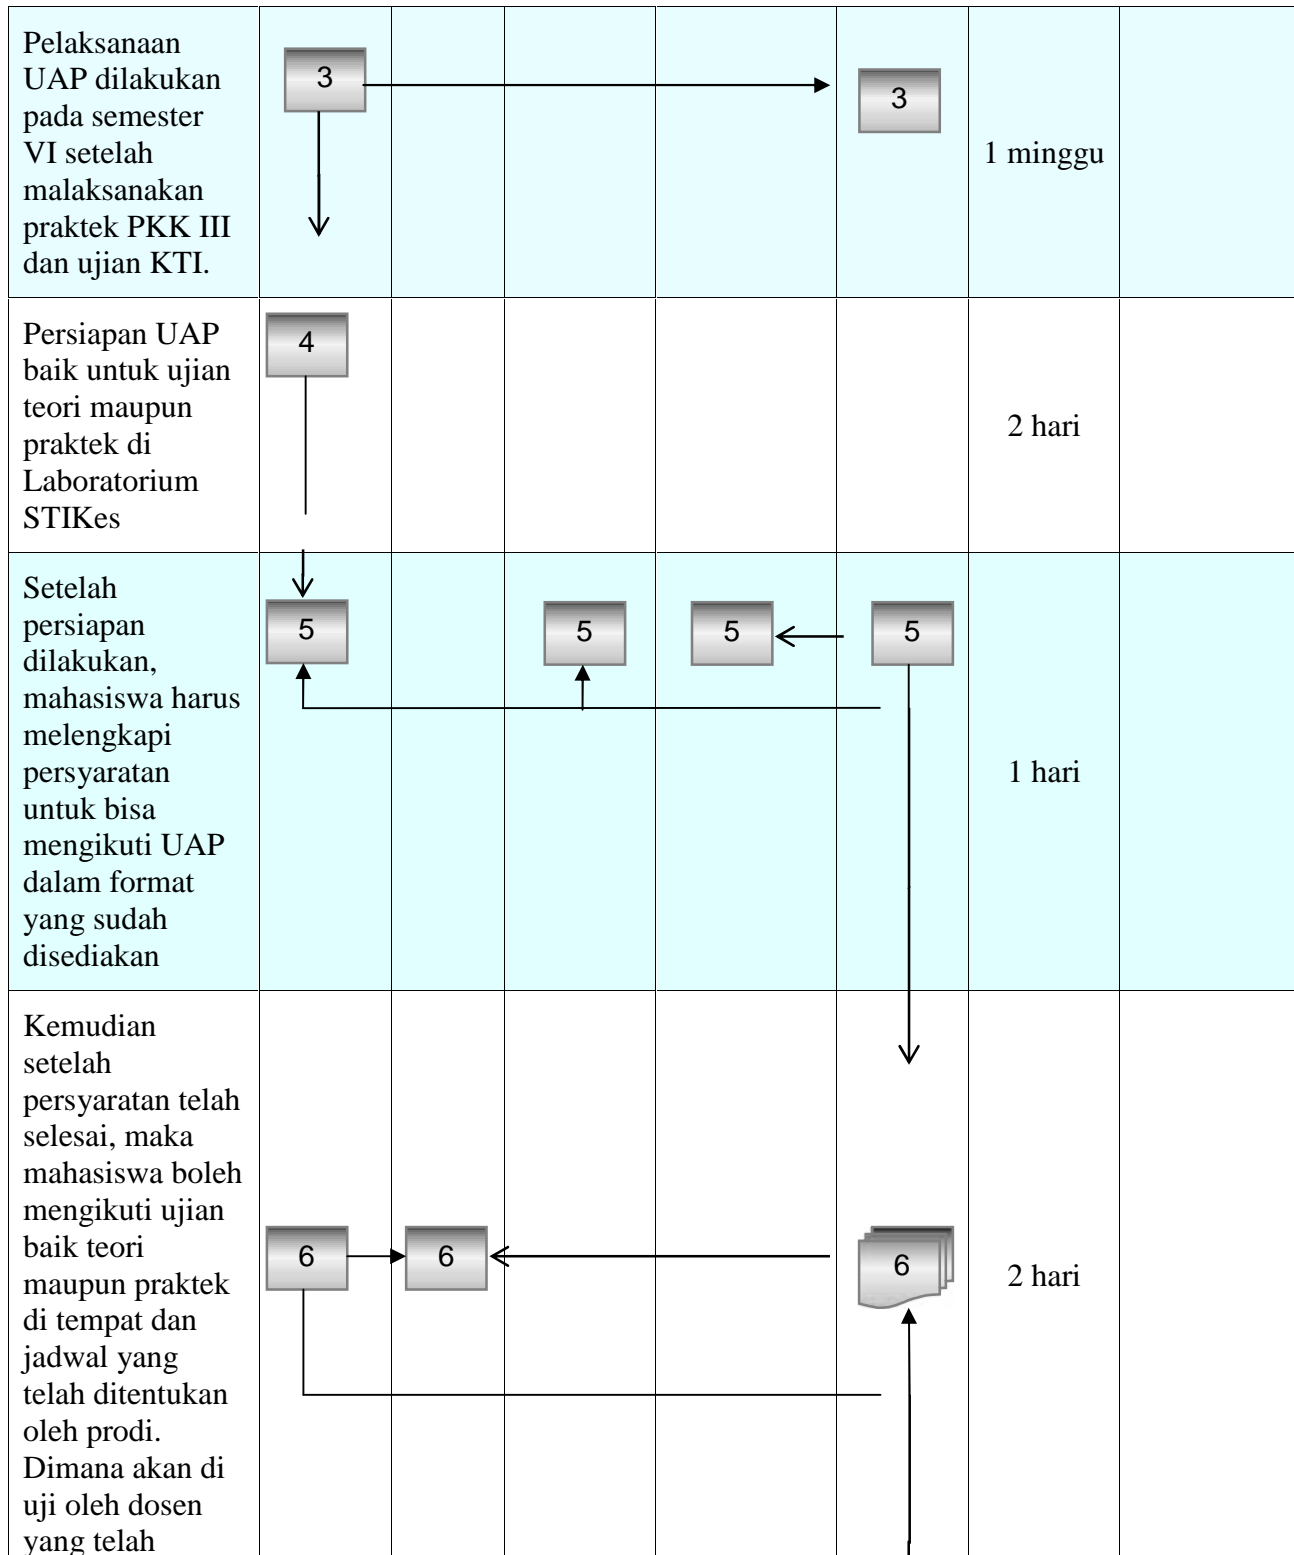 Pelaksanaan
UAP dilakukan
pada semester
VI setelah
malaksanakan
praktek PKK III
dan ujian KTI.
3
3
1 minggu
Persiapan UAP
baik untuk ujian
teori maupun
praktek di
Laboratorium
STIKes
4
2 hari
Setelah
persiapan
dilakukan,
mahasiswa harus
melengkapi
persyaratan
untuk bisa
mengikuti UAP
dalam format
yang sudah
disediakan
5
5
5
5
1 hari
Kemudian
setelah
persyaratan telah
selesai, maka
mahasiswa boleh
mengikuti ujian
baik teori
maupun praktek
di tempat dan
jadwal yang
telah ditentukan
oleh prodi.
Dimana akan di
uji oleh dosen
yang telah
6
6
6
2 hari